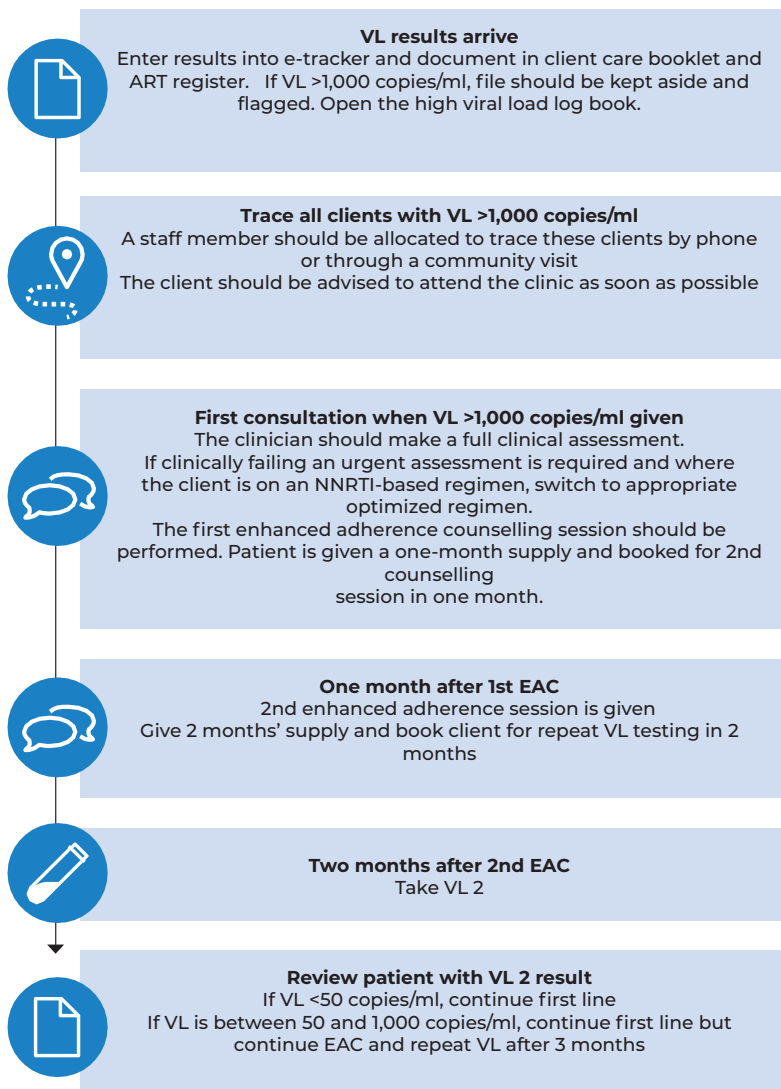 VL results arrive
Enter results into e-tracker and document in client care booklet and
ART register. If VL >1,000 copies/ml, file should be kept aside and
flagged. Open the high viral load log book.
Trace all clients with VL >1,000 copies/ml
A staff member should be allocated to trace these clients by phone
or through a community visit
The client should be advised to attend the clinic as soon as possible
First consultation when VL >1,000 copies/ml given
The clinician should make a full clinical assessment.
If clinically failing an urgent assessment is required and where
the client is on an NNRTI-based regimen, switch to appropriate
optimized regimen.
The first enhanced adherence counselling session should be
performed. Patient is given a one-month supply and booked for 2nd
counselling
session in one month.
One month after 1st EAC
2nd enhanced adherence session is given
Give 2 months’ supply and book client for repeat VL testing in 2
months
Two months after 2nd EAC
Take VL 2
Review patient with VL 2 result
If VL <50 copies/ml, continue first line
If VL is between 50 and 1,000 copies/ml, continue first line but
continue EAC and repeat VL after 3 months